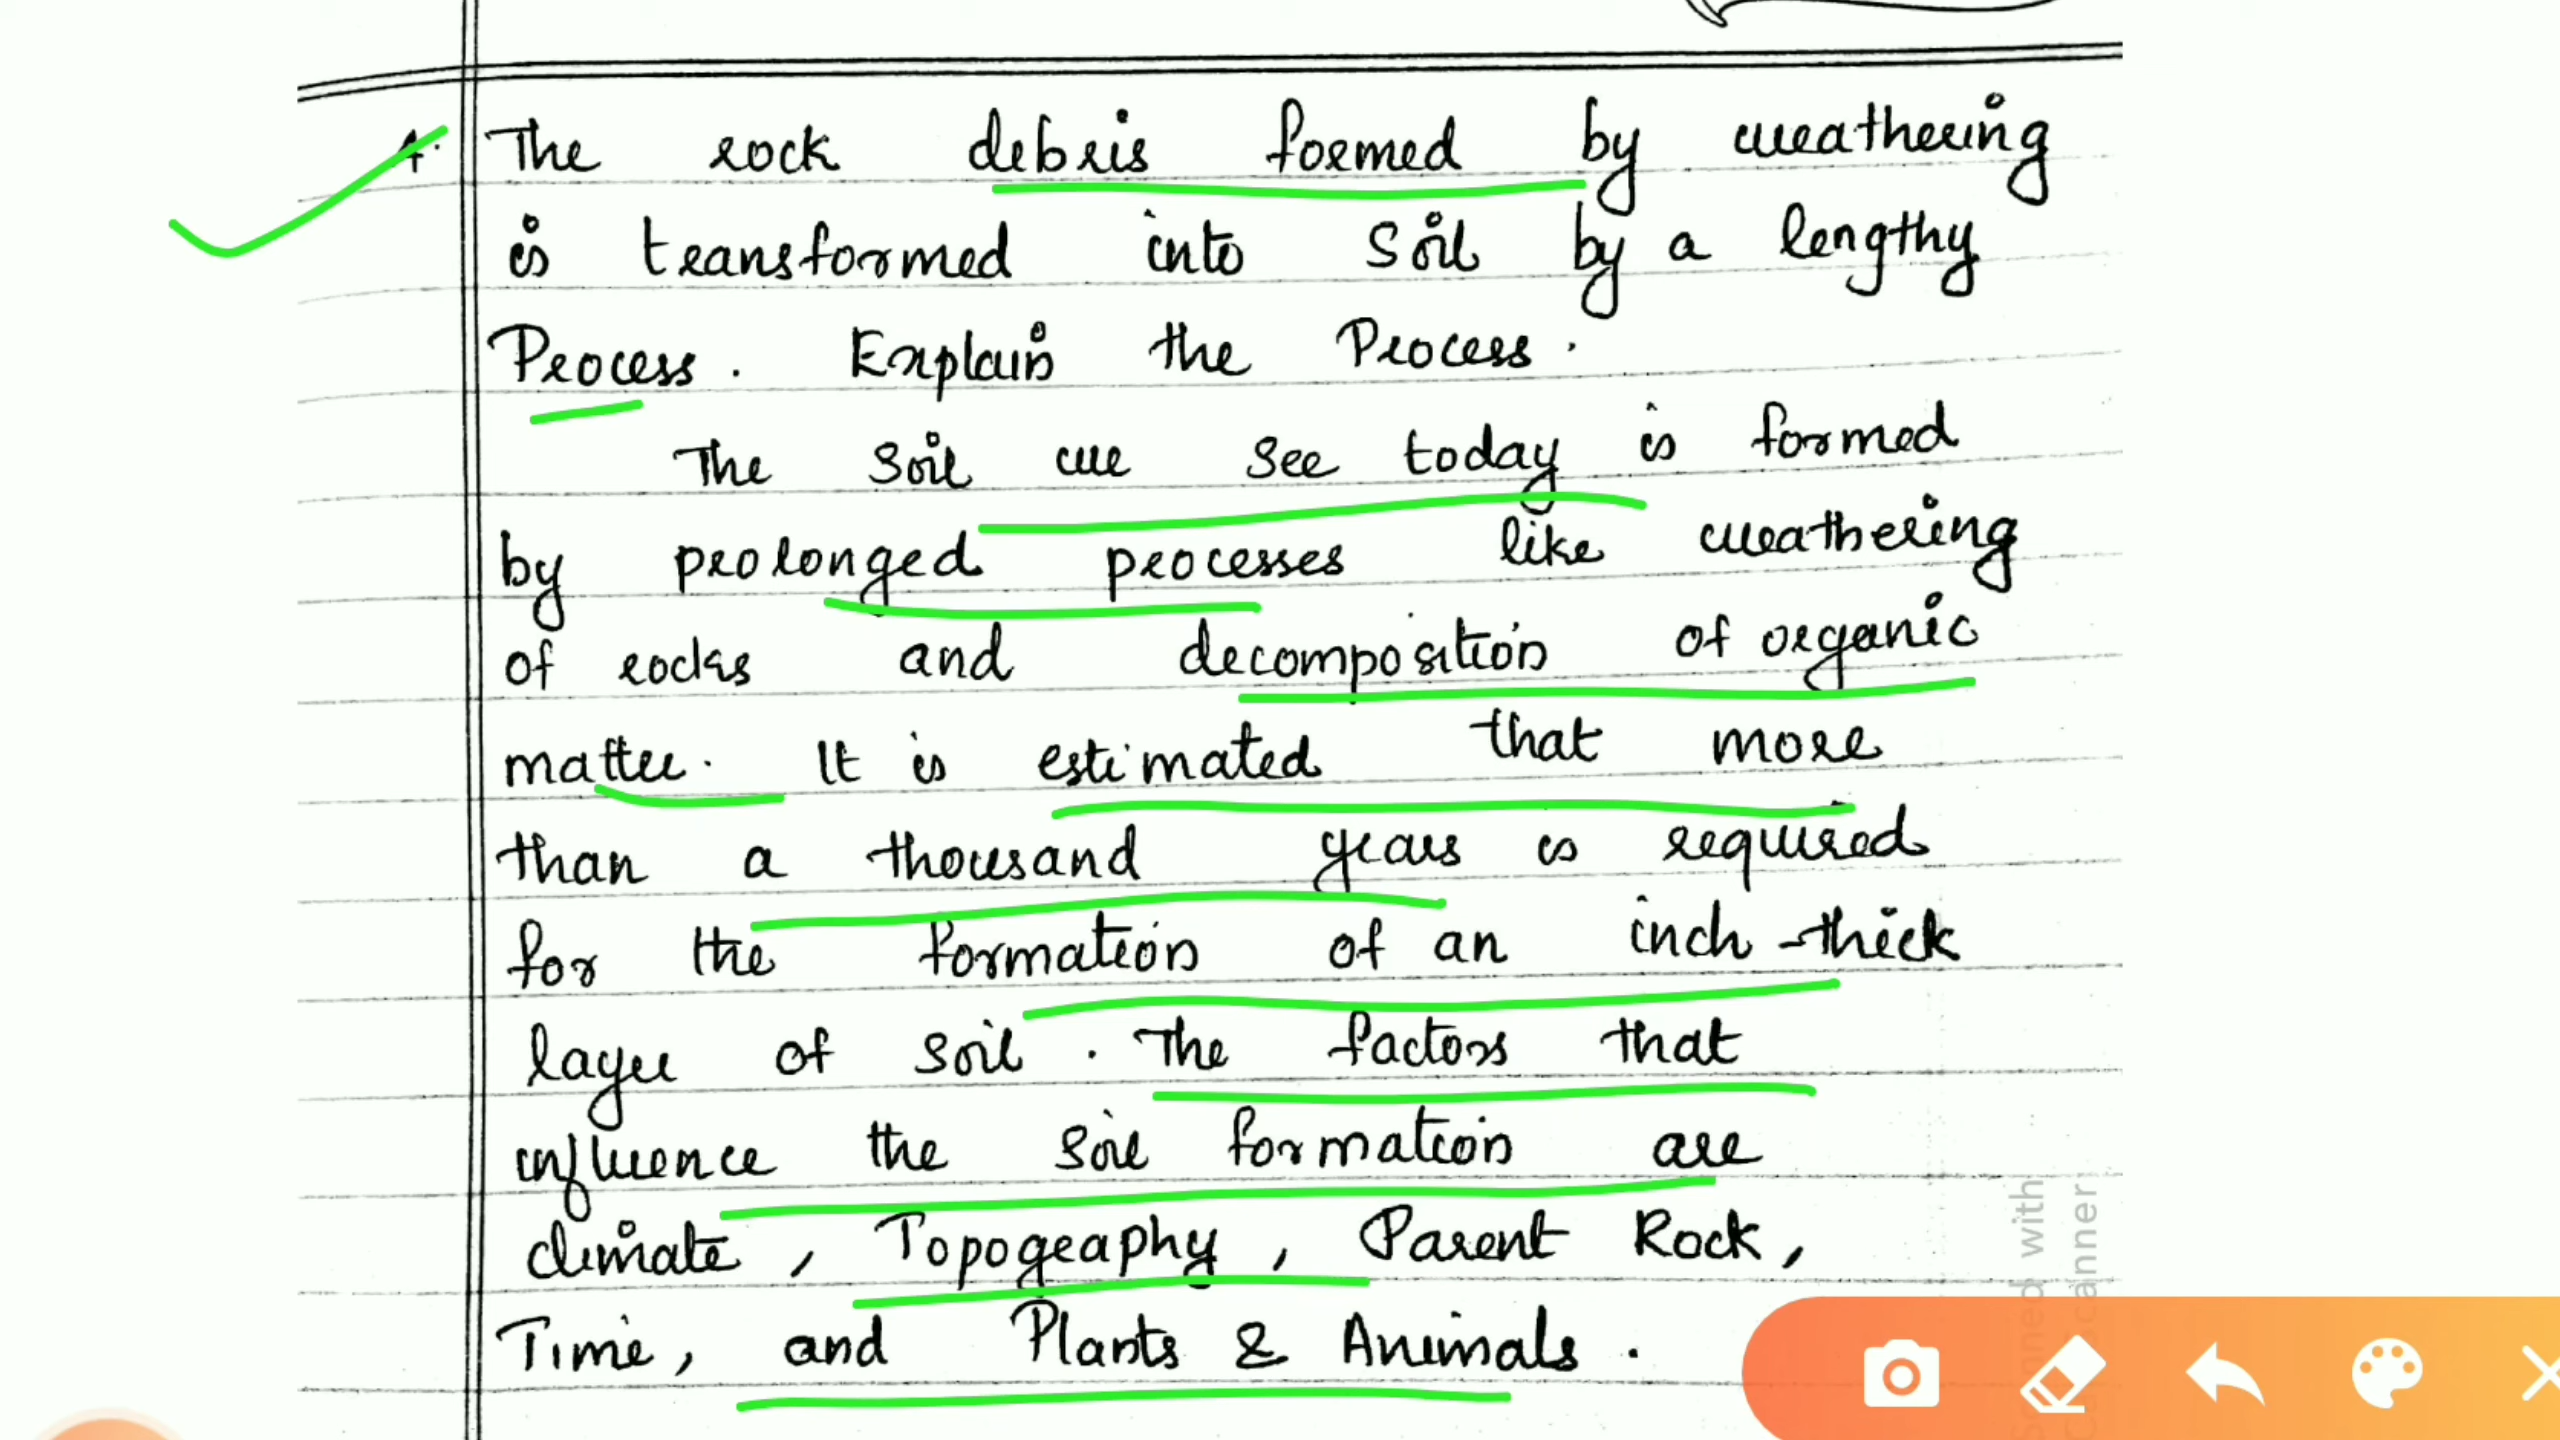 4. The rock debris formed by weathering
is transformed into soil by a lengthy
Process. Explain the Process.
The soil we see today is formed
by prolonged processes like weathering
of rocks and decomposition of organic
matter. It is estimated that more
than a thousand years is required
for the formation of an inch-thick
layer of soil. The factors that
influence the soil formation are
climate, Topography, Parent Rock,
Time, and Plants & Animals.
Scanned with
CamScanner